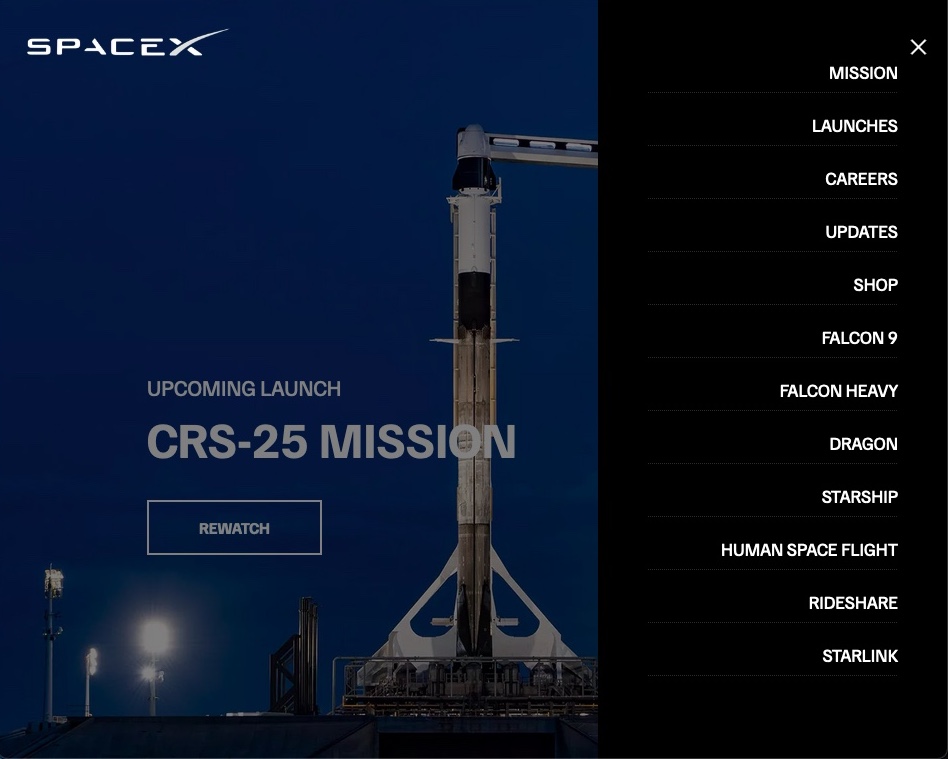 SPACEX
MISSION
LAUNCHES
CAREERS
UPDATES
SHOP
FALCON 9
FALCON HEAVY
DRAGON
STARSHIP
HUMAN SPACE FLIGHT
RIDESHARE
STARLINK
UPCOMING LAUNCH
CRS-25 MISSION
REWATCH